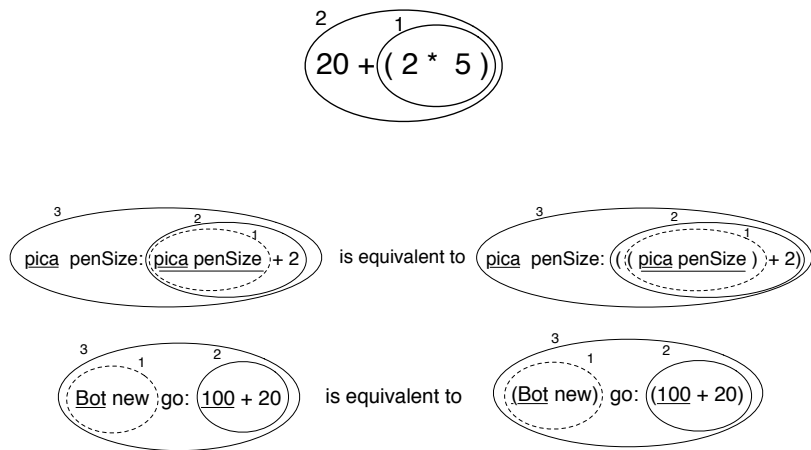 2
1
20 + ( 2 * 5 )
3
2
1
pica penSize: pica penSize + 2
is equivalent to
3
2
1
pica penSize: ( ( pica penSize ) + 2)
3
1
2
Bot new go: 100 + 20
is equivalent to
3
1
2
(Bot new) go: (100 + 20)